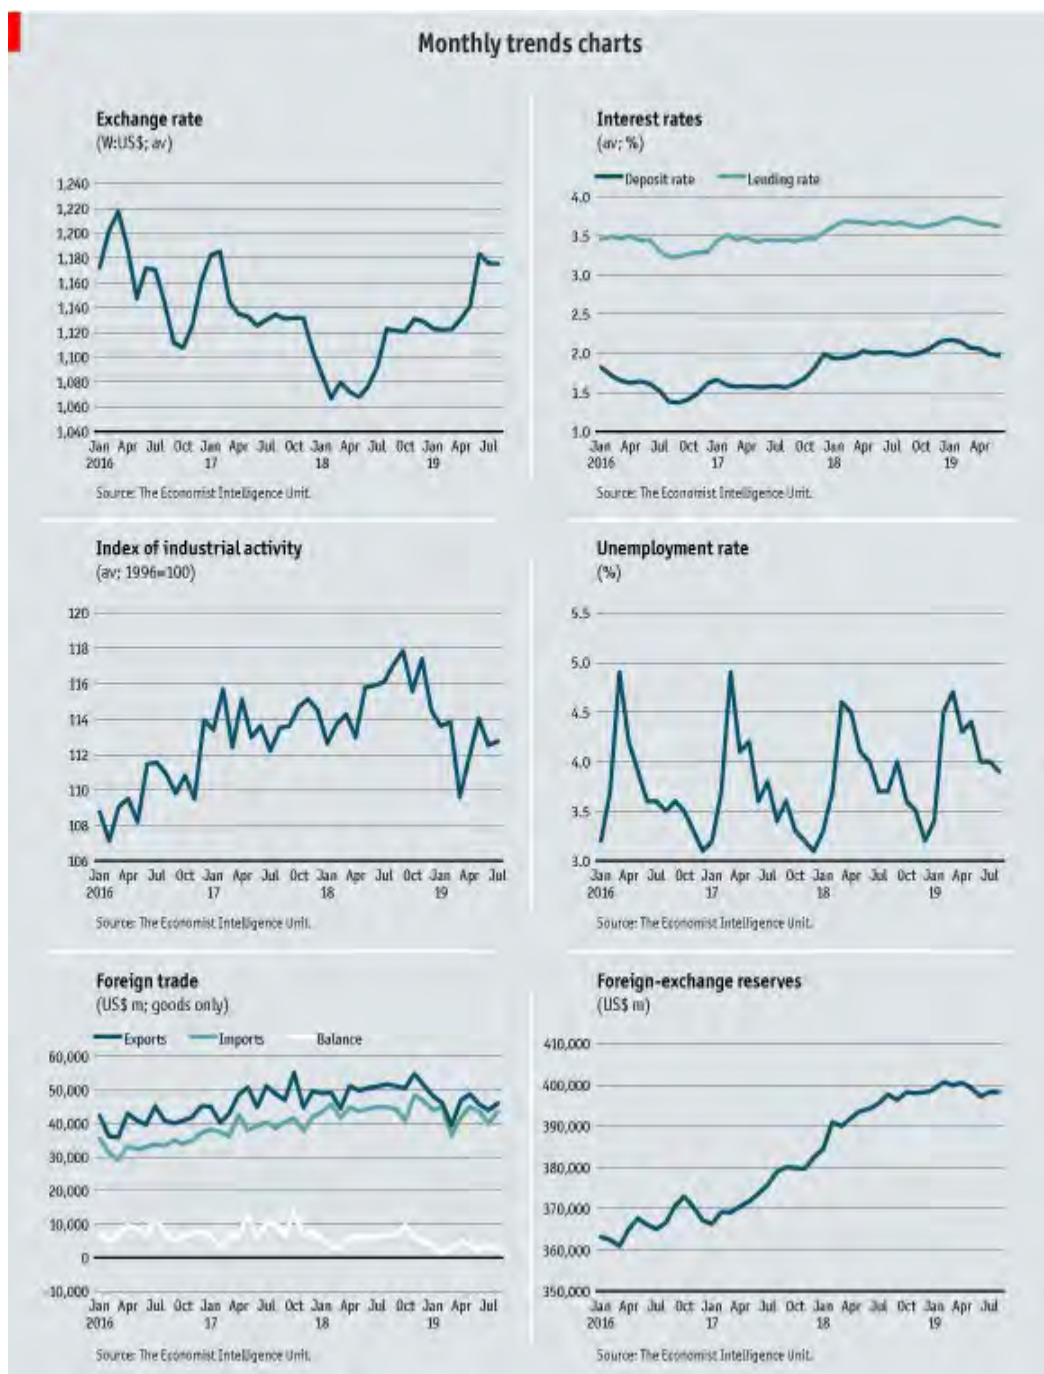 Monthly trends charts
Exchange rate
(W:US$; av)
1,240
1,220
1,200
1,180
1,160
1,140
1,120
1,100
1,080
1,060
1,040
Jan Apr Jul Oct Jan Apr Jul Oct Jan Apr Jul Oct Jan Apr Jul
2016 17 18 19
Source: The Economist Intelligence Unit.
Interest rates
(av; %)
Deposit rate Lending rate
4.0
3.5
3.0
2.5
2.0
1.5
1.0
Jan Apr Jul Oct Jan Apr Jul Oct Jan Apr Jul Oct Jan Apr
2016 17 18 19
Source: The Economist Intelligence Unit.
Index of industrial activity
(av; 1996=100)
120
118
116
114
112
110
108
106
Jan Apr Jul Oct Jan Apr Jul Oct Jan Apr Jul Oct Jan Apr Jul
2016 17 18 19
Source: The Economist Intelligence Unit.
Unemployment rate
(%)
5.5
5.0
4.5
4.0
3.5
3.0
Jan Apr Jul Oct Jan Apr Jul Oct Jan Apr Jul Oct Jan Apr Jul
2016 17 18 19
Source: The Economist Intelligence Unit.
Foreign trade
(US$ m; goods only)
Exports Imports Balance
60,000
50,000
40,000
30,000
20,000
10,000
0
-10,000
Jan Apr Jul Oct Jan Apr Jul Oct Jan Apr Jul Oct Jan Apr Jul
2016 17 18 19
Source: The Economist Intelligence Unit.
Foreign-exchange reserves
(US$ m)
410,000
400,000
390,000
380,000
370,000
360,000
350,000
Jan Apr Jul Oct Jan Apr Jul Oct Jan Apr Jul Oct Jan Apr Jul
2016 17 18 19
Source: The Economist Intelligence Unit.